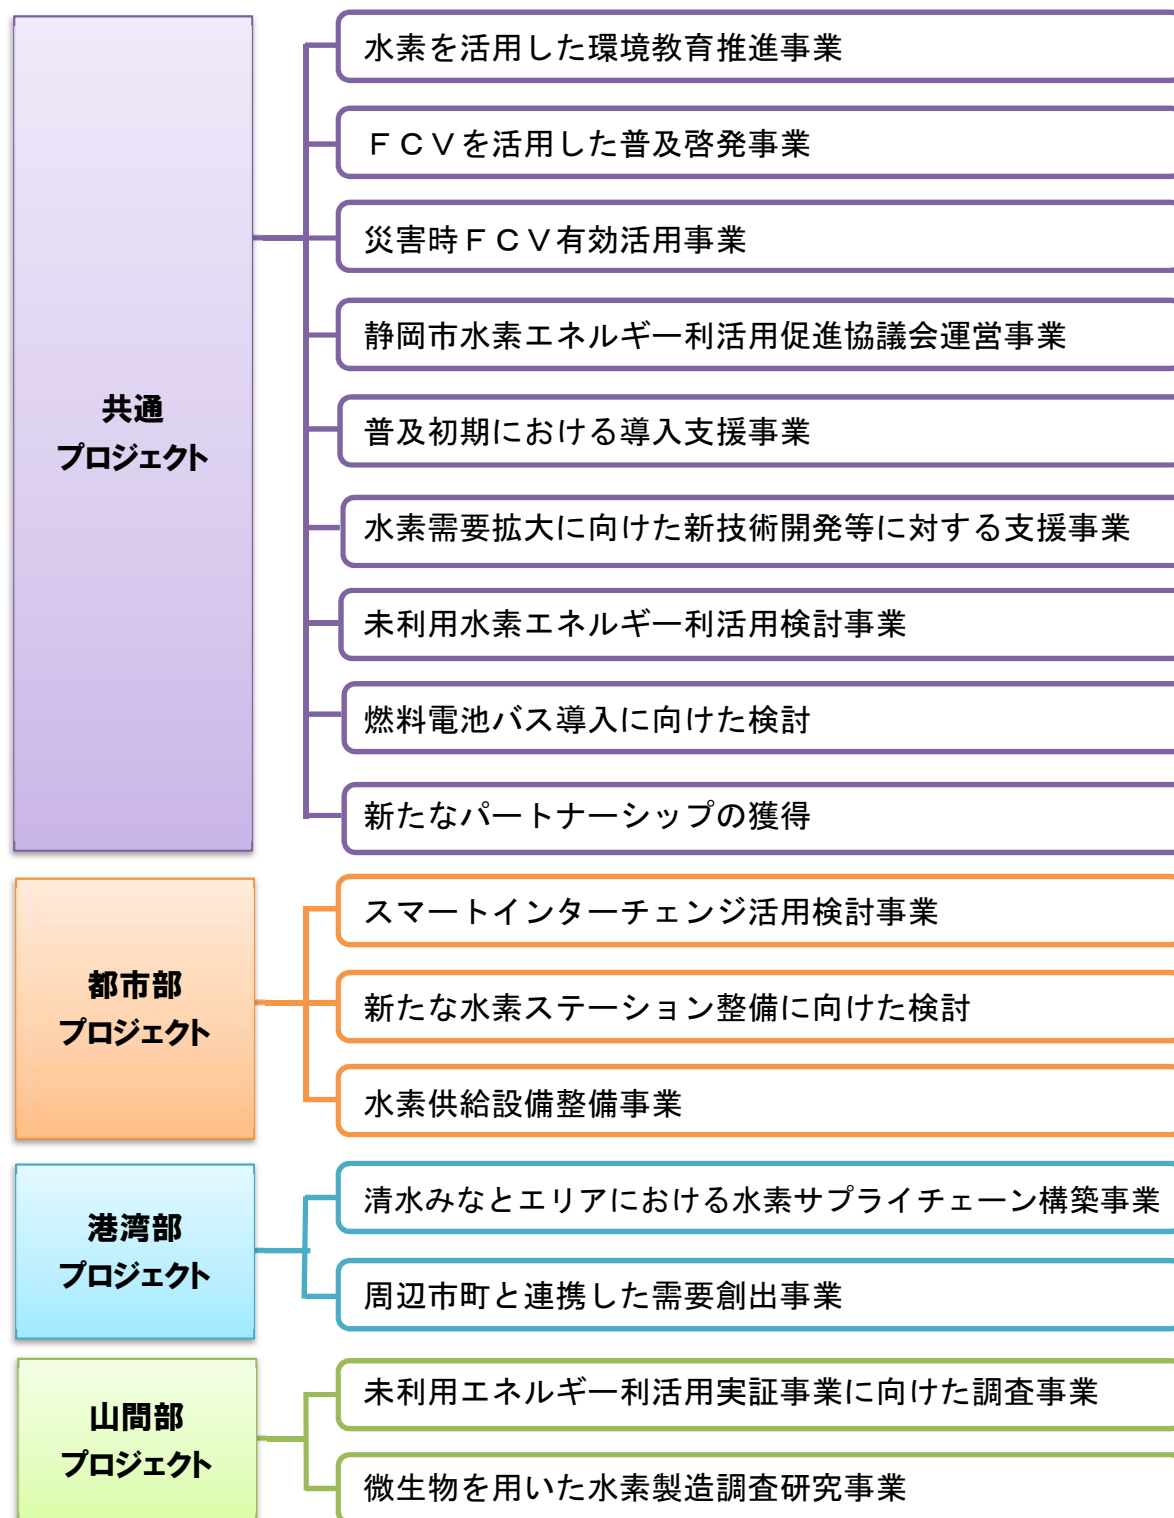 共通
プロジェクト
水素を活用した環境教育推進事業
ＦＣＶを活用した普及啓発事業
災害時ＦＣＶ有効活用事業
静岡市水素エネルギー利活用促進協議会運営事業
普及初期における導入支援事業
水素需要拡大に向けた新技術開発等に対する支援事業
未利用水素エネルギー利活用検討事業
燃料電池バス導入に向けた検討
新たなパートナーシップの獲得
都市部
プロジェクト
スマートインターチェンジ活用検討事業
新たな水素ステーション整備に向けた検討
水素供給設備整備事業
港湾部
プロジェクト
清水みなとエリアにおける水素サプライチェーン構築事業
周辺市町と連携した需要創出事業
山間部
プロジェクト
未利用エネルギー利活用実証事業に向けた調査事業
微生物を用いた水素製造調査研究事業